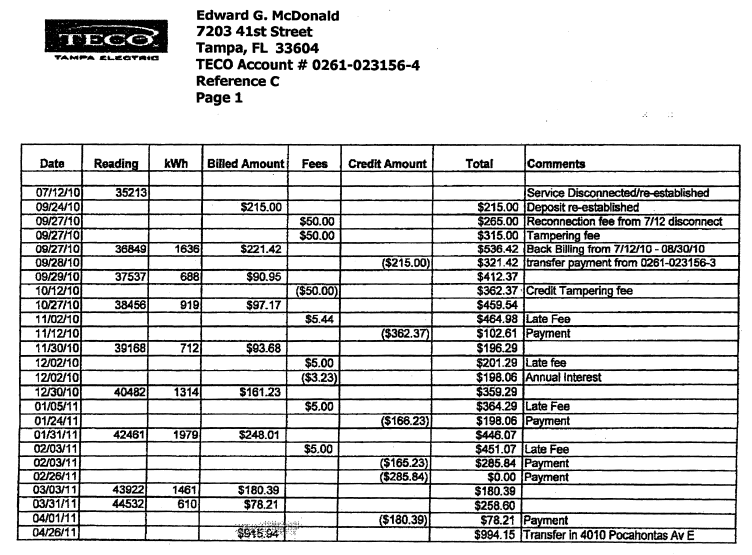 TECO
TAMPA ELECTRIC
Edward G. McDonald
7203 41st Street
Tampa, FL 33604
TECO Account # 0261-023156-4
Reference C
Page 1
Date Reading kWh Billed Amount Fees Credit Amount Total Comments
07/12/10 35213 Service Disconnected/re-established
09/24/10 $215.00 $215.00 Deposit re-established
09/27/10 $50.00 $265.00 Reconnection fee from 7/12 disconnect
09/27/10 $50.00 $315.00 Tampering fee
09/27/10 36849 1636 $221.42 $536.42 Back Billing from 7/12/10 - 08/30/10
09/28/10 ($215.00) $321.42 transfer payment from 0261-023156-3
09/29/10 37537 688 $90.95 $412.37
10/12/10 ($50.00) $362.37 Credit Tampering fee
10/27/10 38456 919 $97.17 $459.54
11/02/10 $5.44 $464.98 Late Fee
11/12/10 ($362.37) $102.61 Payment
11/30/10 39168 712 $93.68 $196.29
12/02/10 $5.00 $201.29 Late fee
12/02/10 ($3.23) $198.06 Annual Interest
12/30/10 40482 1314 $161.23 $359.29
01/05/11 $5.00 $364.29 Late Fee
01/24/11 ($166.23) $198.06 Payment
01/31/11 42461 1979 $248.01 $446.07
02/03/11 $5.00 $451.07 Late Fee
02/03/11 ($165.23) $285.84 Payment
02/26/11 ($285.84) $0.00 Payment
03/03/11 43922 1461 $180.39 $180.39
03/31/11 44532 610 $78.21 $258.60
04/01/11 ($180.39) $78.21 Payment
04/26/11 $915.94 $994.15 Transfer in 4010 Pocahontas Av E